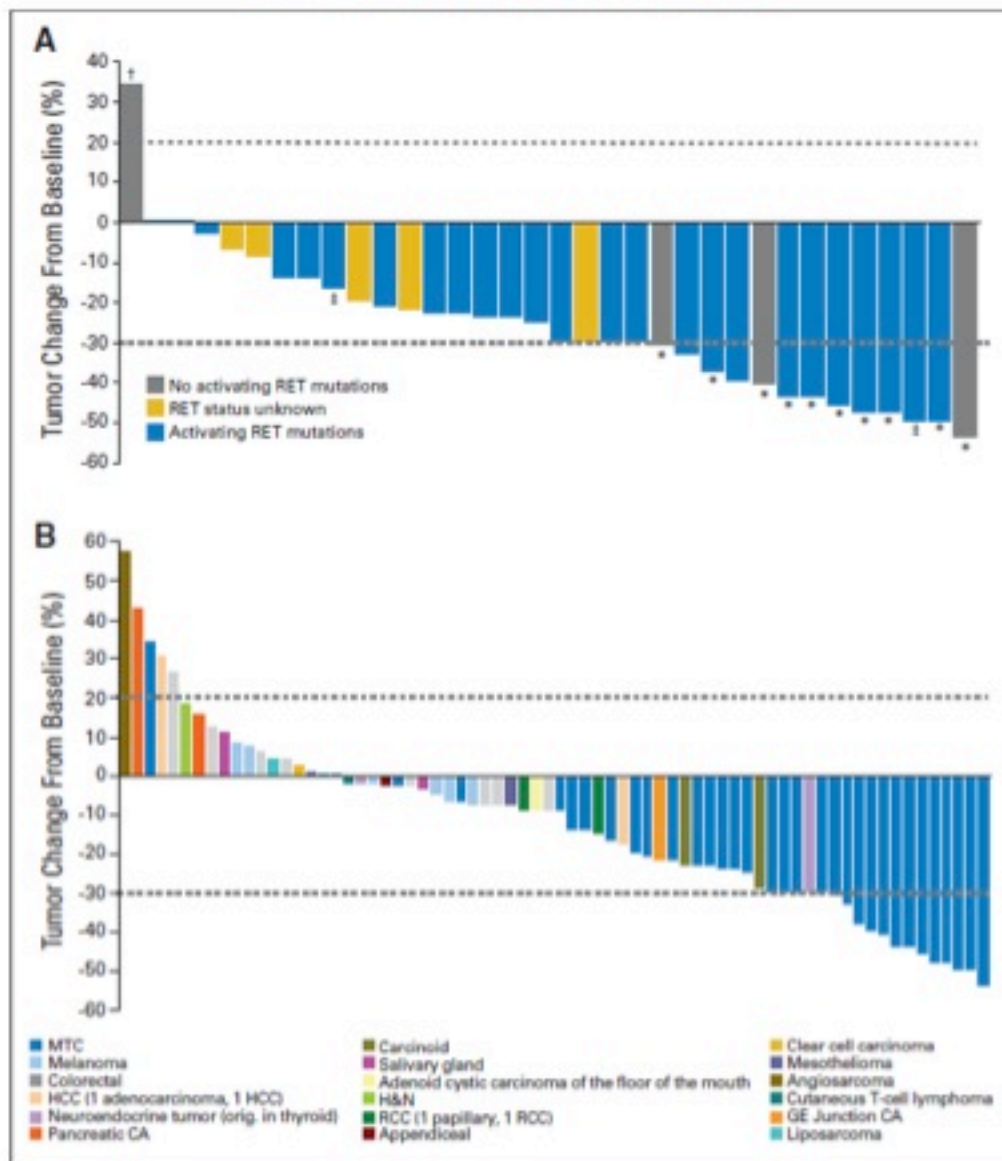 A
Tumor Change From Baseline (%)
40
30
20
10
0
-10
-20
-30
-40
-50
-60
†
‡
* * * * * * * * ‡ * *
No activating RET mutations
RET status unknown
Activating RET mutations
B
Tumor Change From Baseline (%)
60
50
40
30
20
10
0
-10
-20
-30
-40
-50
-60
MTC
Melanoma
Colorectal
HCC (1 adenocarcinoma, 1 HCC)
Neuroendocrine tumor (orig. in thyroid)
Pancreatic CA
Carcinoid
Salivary gland
Adenoid cystic carcinoma of the floor of the mouth
H&N
RCC (1 papillary, 1 RCC)
Appendiceal
Clear cell carcinoma
Mesothelioma
Angiosarcoma
Cutaneous T-cell lymphoma
GE Junction CA
Liposarcoma